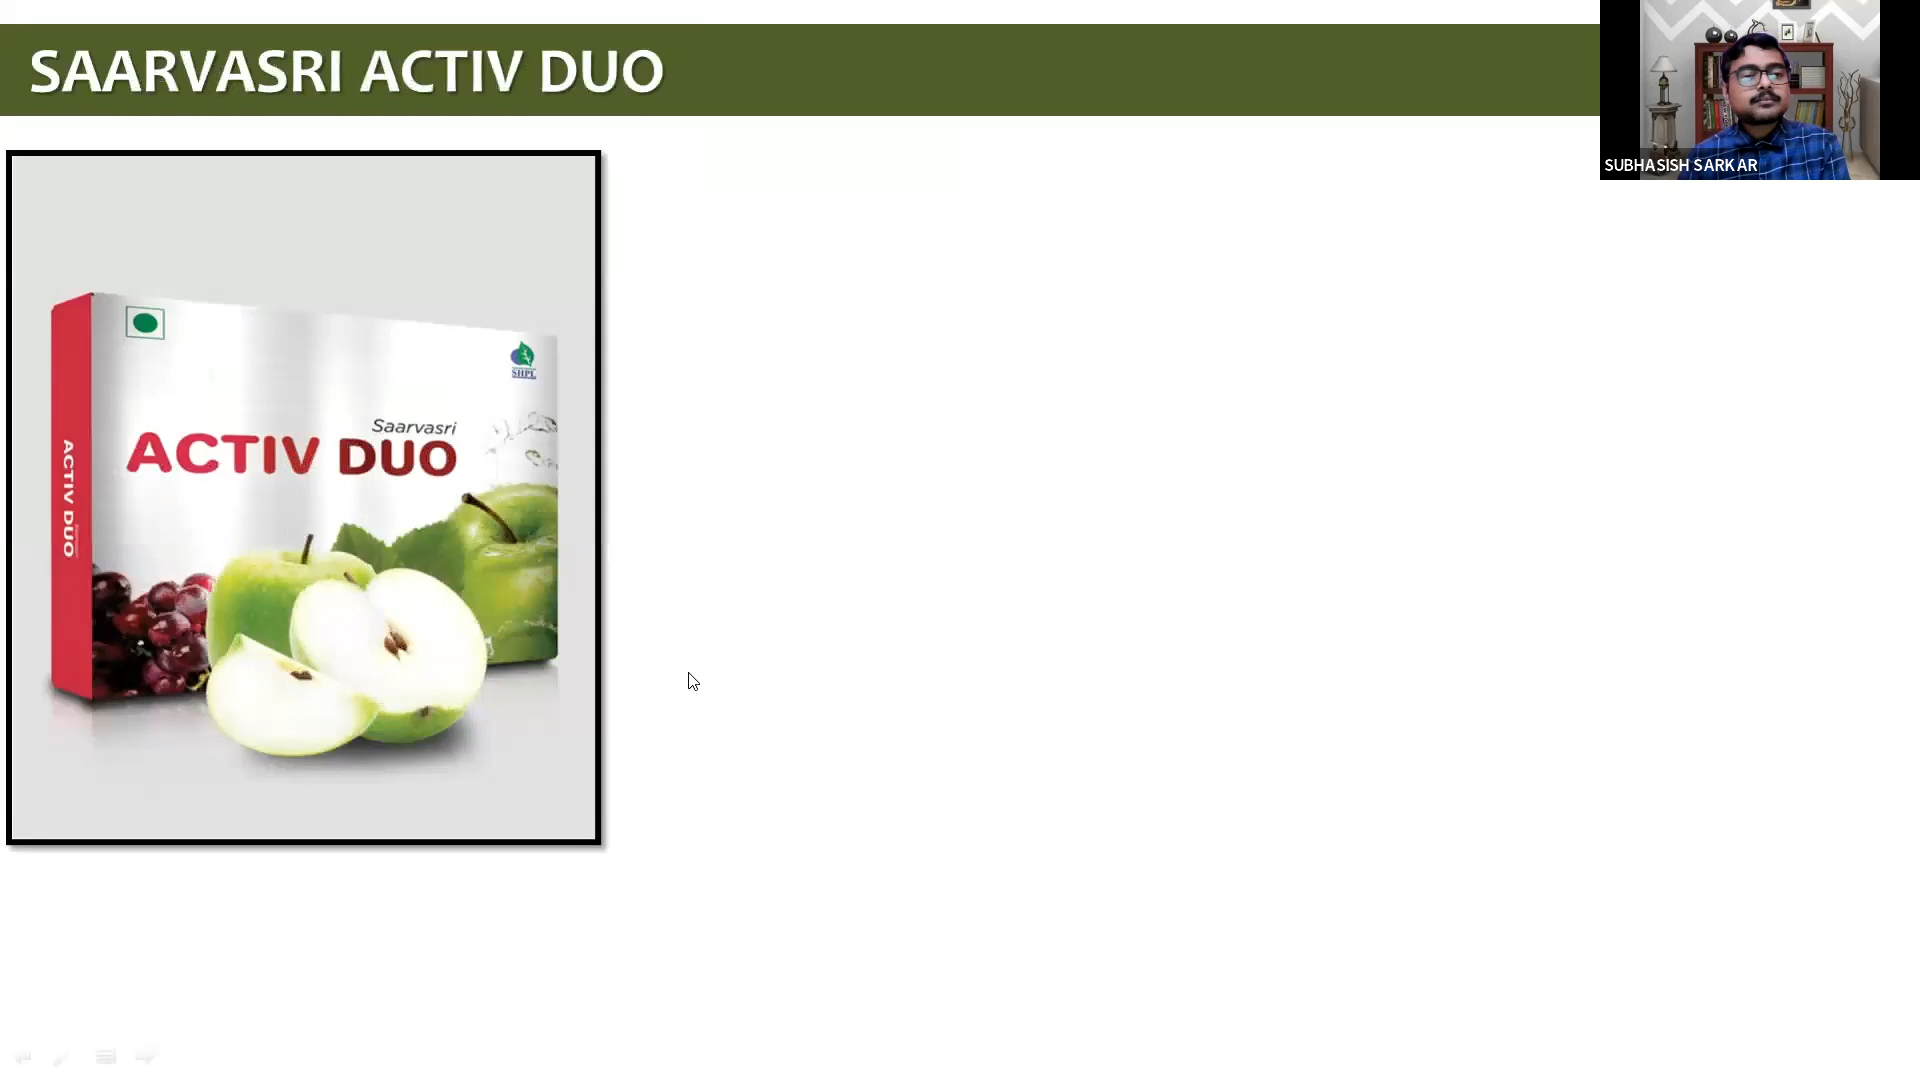 SAARVASRI ACTIV DUO
SUBHASISH SARKAR
SHPL
Saarvasri
ACTIV DUO
ACTIV DUO